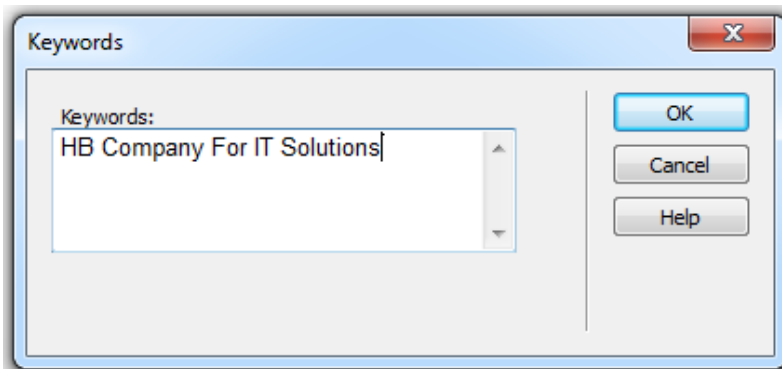 Keywords
Keywords:
HB Company For IT Solutions
OK
Cancel
Help